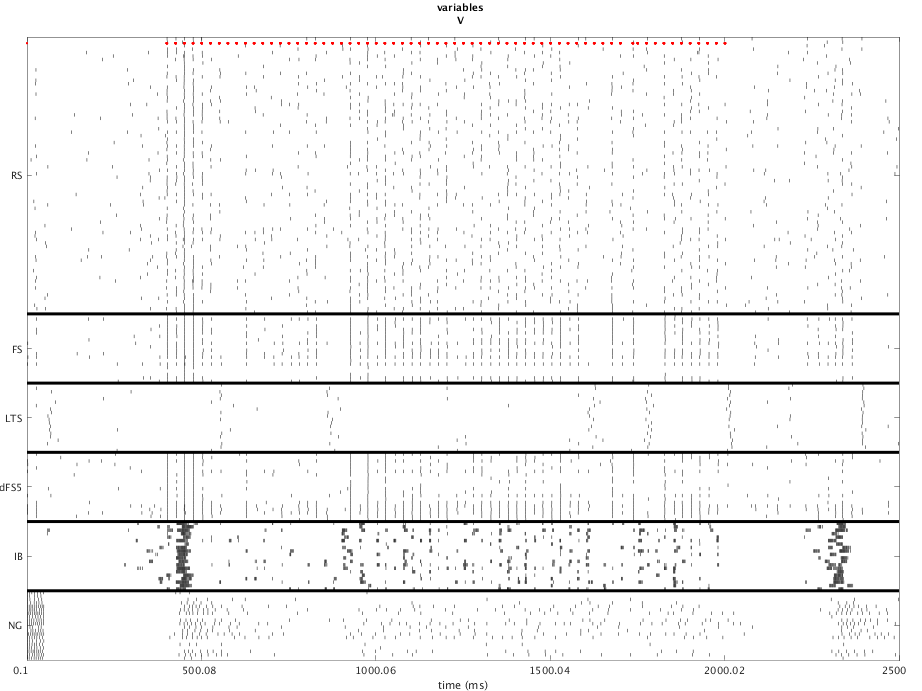 variables
V
RS
FS
LTS
dFS5
IB
NG
0.1
500.08
1000.06
1500.04
2000.02
2500
time (ms)